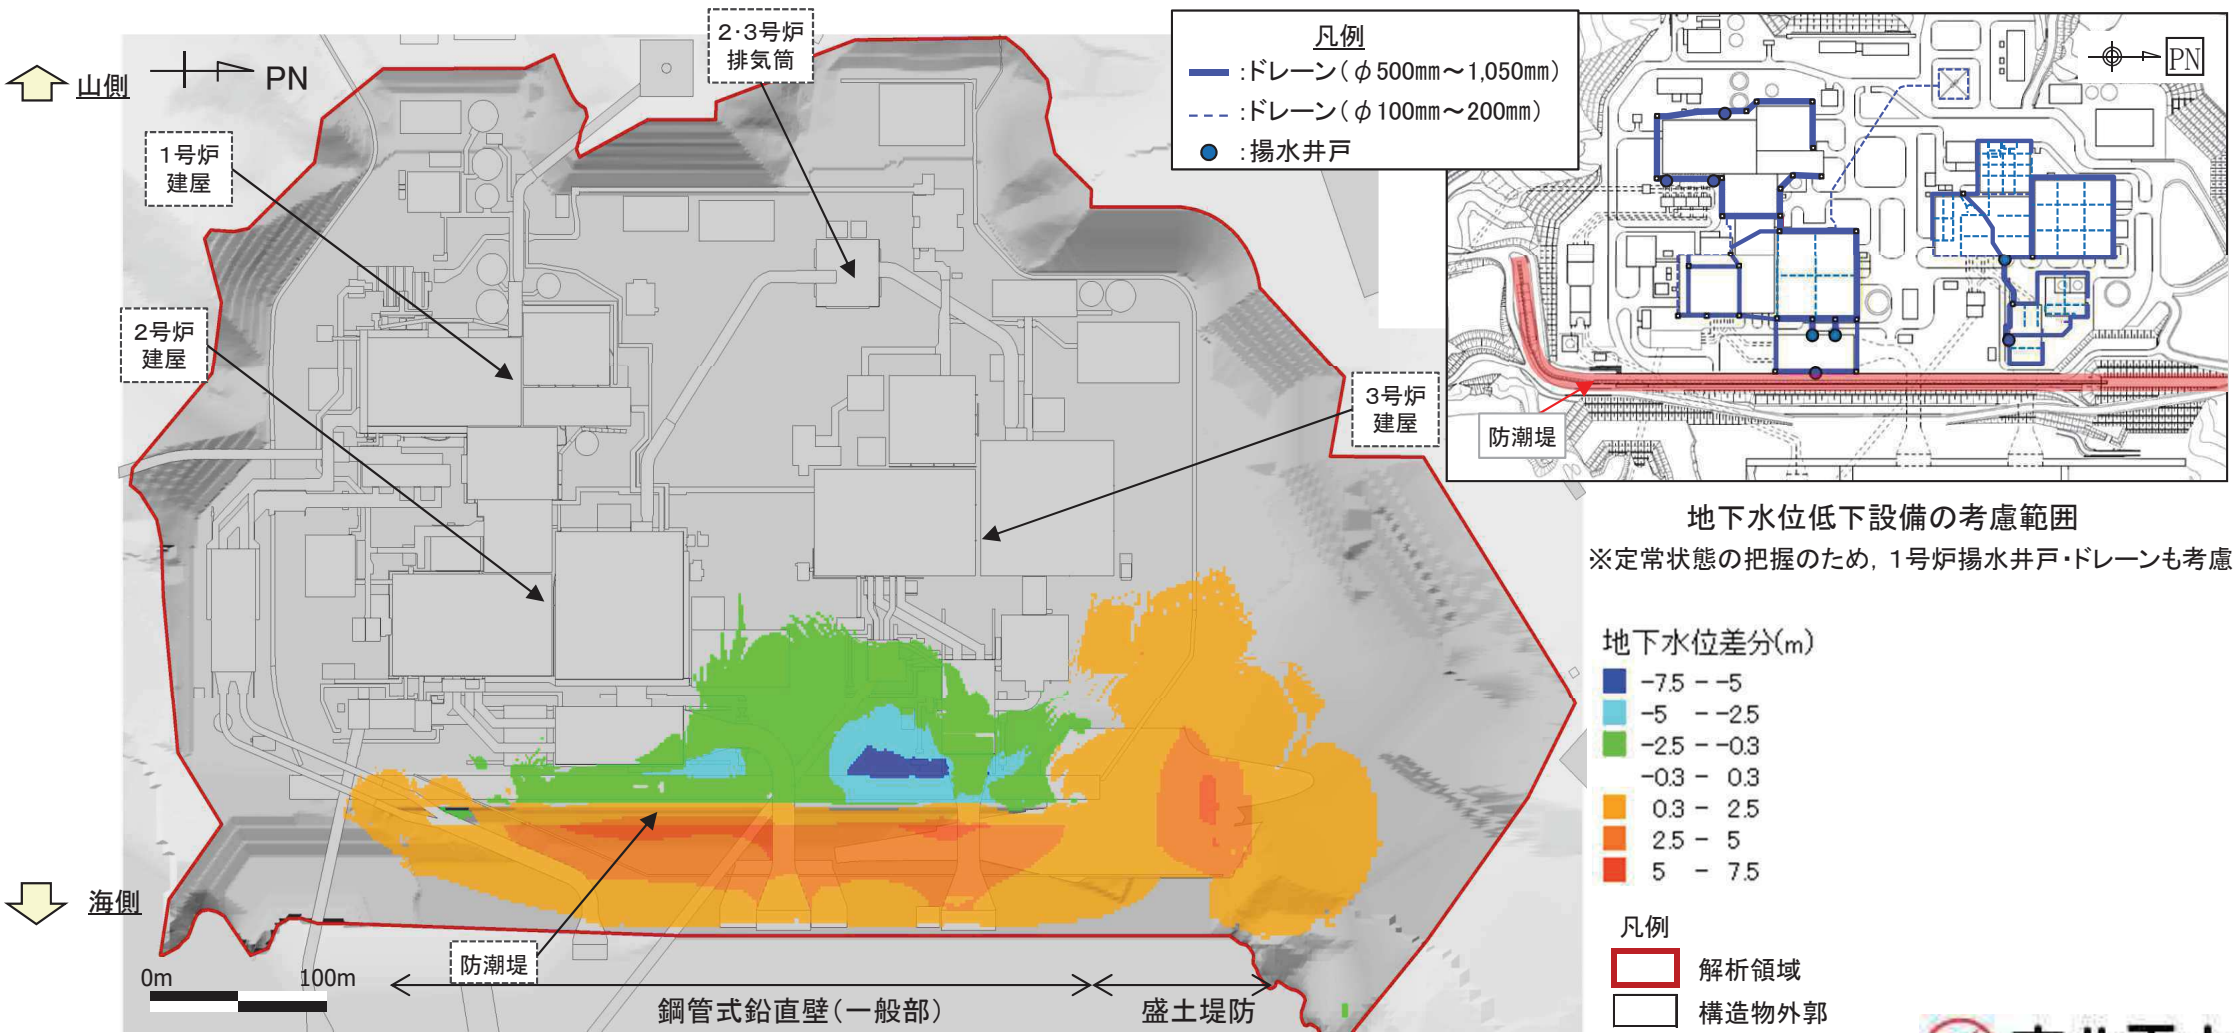 山側
PN
2・3号炉
排気筒
1号炉
建屋
2号炉
建屋
3号炉
建屋
凡例
:ドレーン(φ500㎜～1,050㎜)
:ドレーン(φ100㎜～200㎜)
:揚水井戸
PN
防潮堤
地下水位低下設備の考慮範囲
※定常状態の把握のため, 1号炉揚水井戸・ドレーンも考慮
地下水位差分(m)
-7.5 - -5
-5 - -2.5
-2.5 - -0.3
-0.3 - 0.3
0.3 - 2.5
2.5 - 5
5 - 7.5
凡例
解析領域
構造物外郭
海側
防潮堤
0m 100m
鋼管式鉛直壁(一般部)
盛土堤防